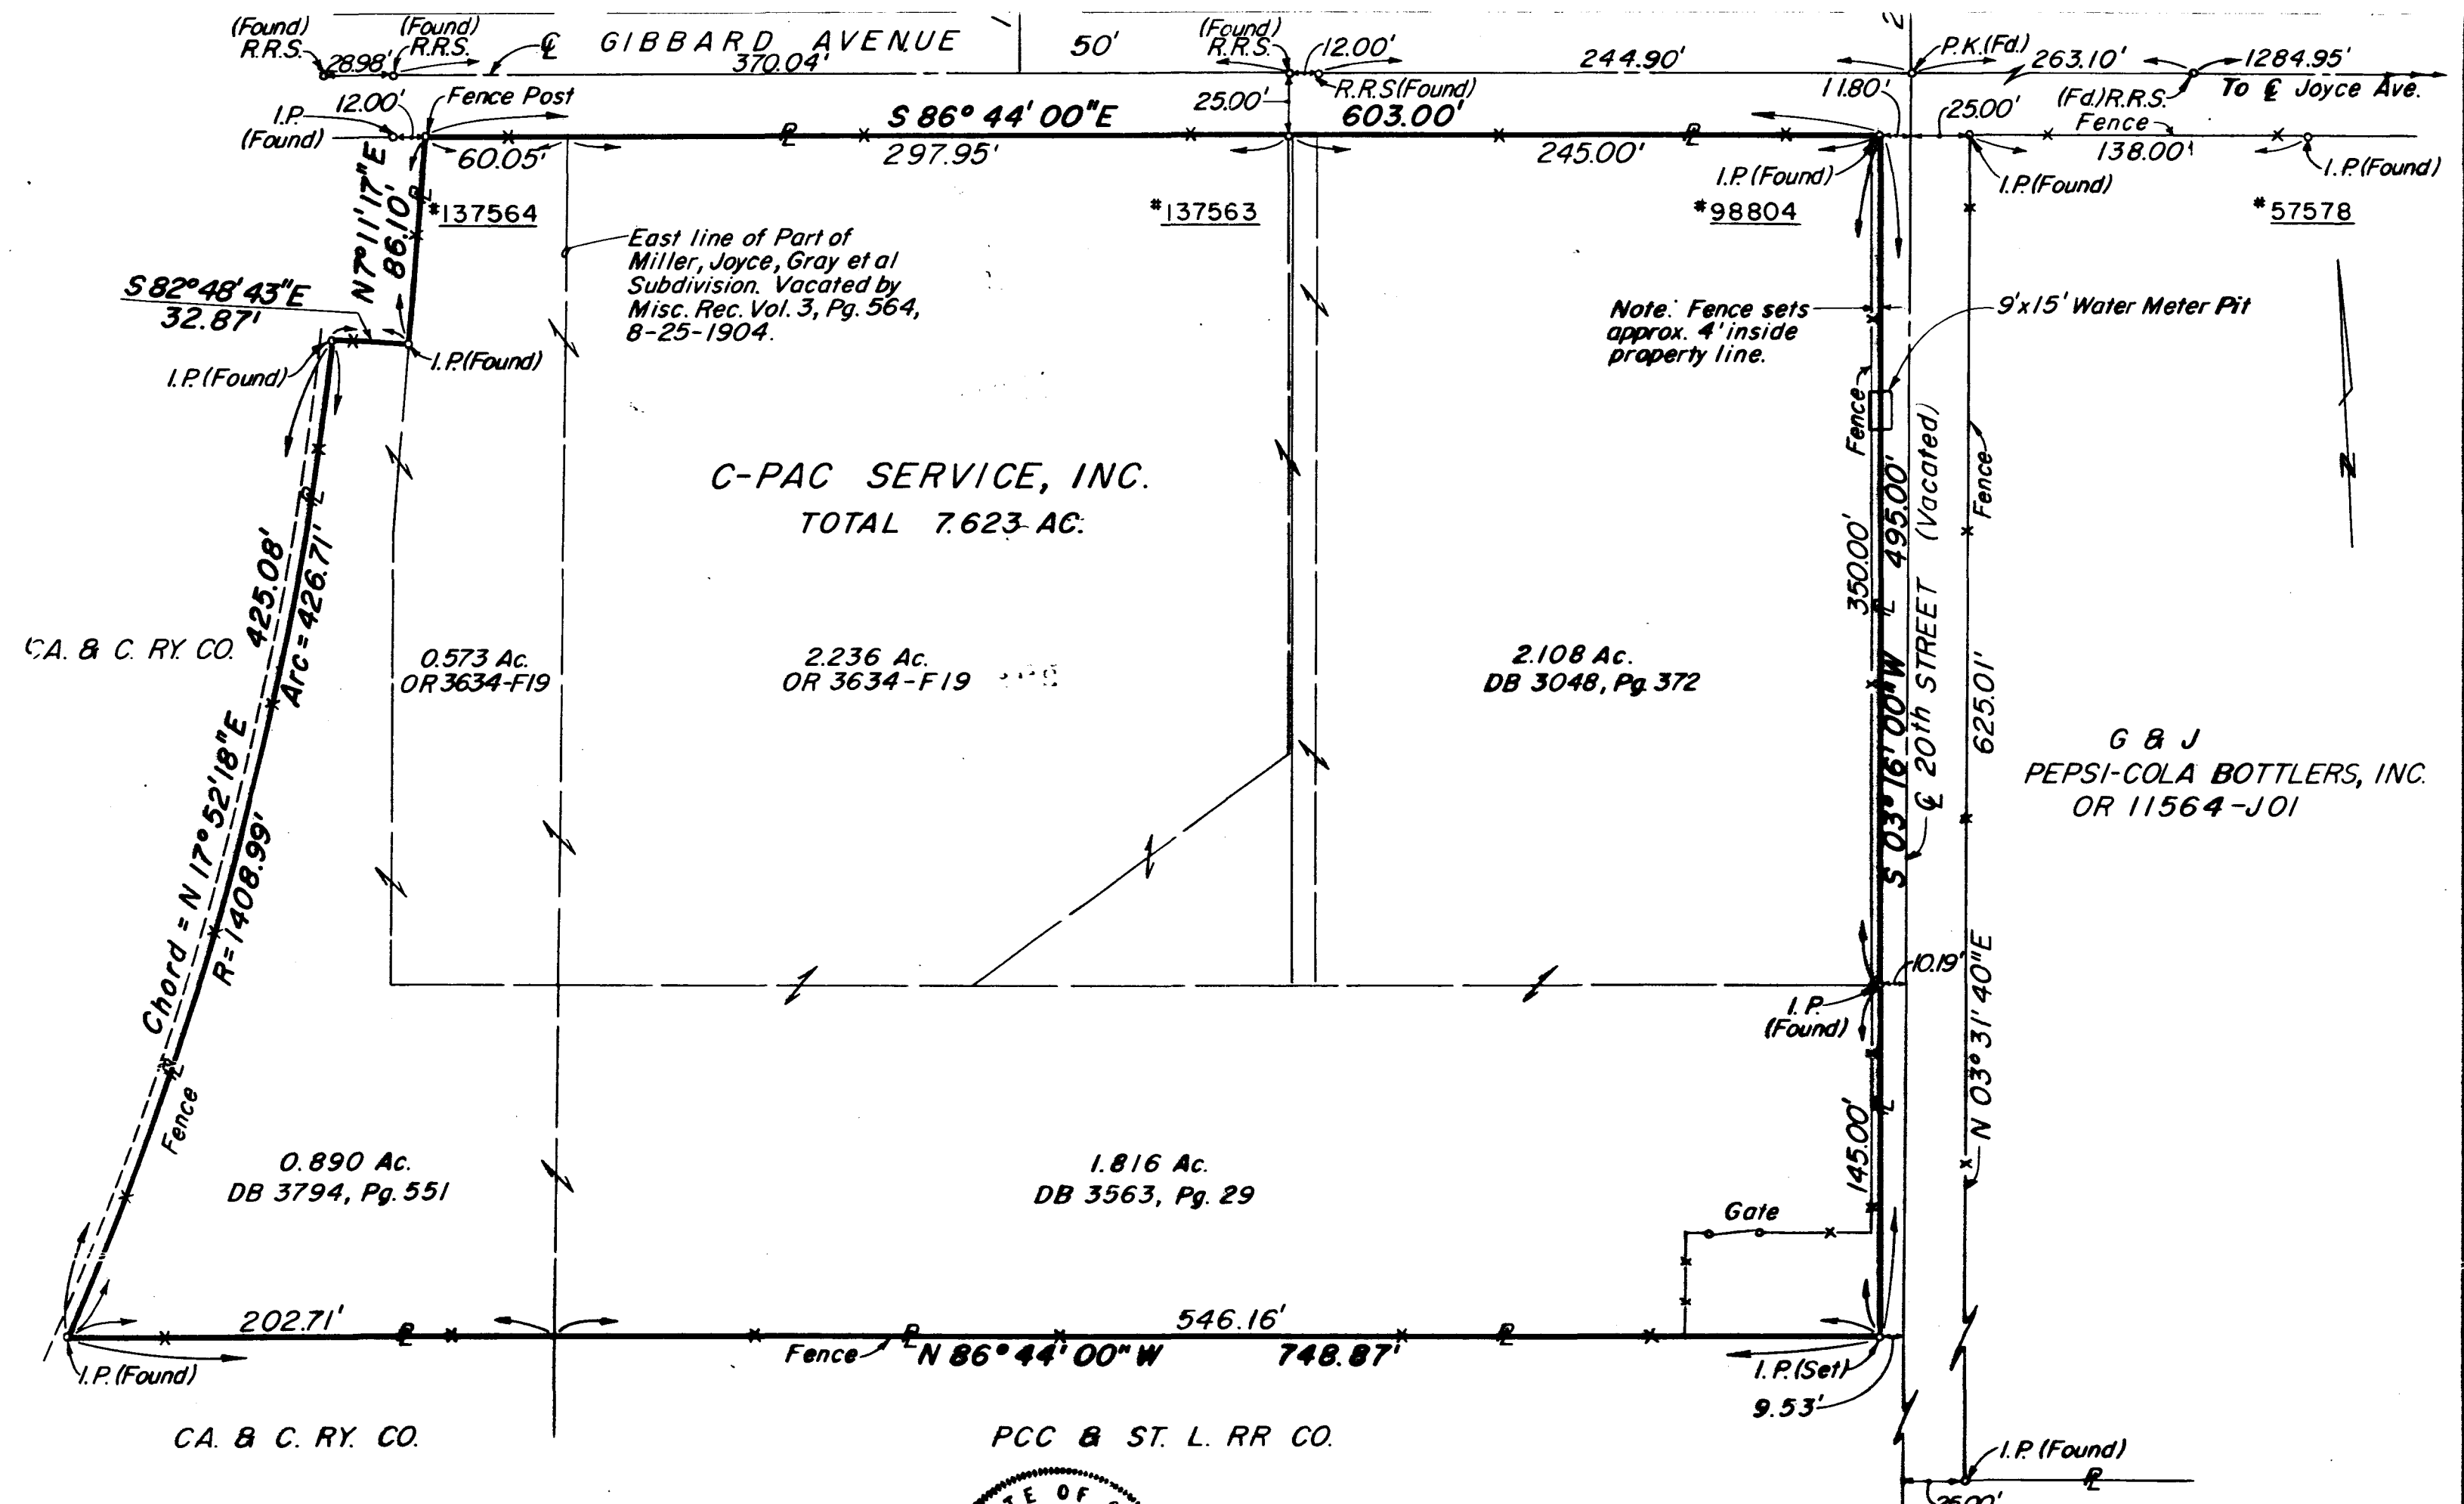 (Found)
R.R.S.
(Found)
R.R.S.
28.98'
℄
GIBBARD AVENUE
370.04'
50'
(Found)
R.R.S.
12.00'
R.R.S(Found)
244.90'
P.K.(Fd.)
263.10'
1284.95'
To ℄ Joyce Ave.
(Fd.)R.R.S.
I.P.
(Found)
12.00'
Fence Post
25.00'
S 86° 44' 00"E
603.00'
11.80'
25.00'
Fence
60.05'
297.95'
245.00'
138.00'
I.P.(Found)
I.P.(Found)
I.P.(Found)
#137564
#137563
#98804
#57578
N7°11'17"E
86.10'
East line of Part of
Miller, Joyce, Gray et al
Subdivision. Vacated by
Misc. Rec. Vol. 3, Pg. 564,
8-25-1904.
S 82°48'43"E
32.87'
I.P.(Found)
I.P.(Found)
Note: Fence sets
approx. 4' inside
property line.
9'x15' Water Meter Pit
C-PAC SERVICE, INC.
TOTAL 7.623 AC.
Fence
350.00'
S 03°16'00"W 495.00'
℄ 20th STREET (Vacated)
Fence
625.01'
N 03°31'40"E
425.08'
Arc=426.71'
Chord = N 17°52'18"E
R=1408.99'
Fence
CA. & C. RY. CO.
0.573 Ac.
OR 3634-F19
2.236 Ac.
OR 3634-F19
2.108 Ac.
DB 3048, Pg. 372
G & J
PEPSI-COLA BOTTLERS, INC.
OR 11564-J01
10.19'
I.P.
(Found)
145.00'
0.890 Ac.
DB 3794, Pg. 551
1.816 Ac.
DB 3563, Pg. 29
Gate
202.71'
546.16'
I.P.(Found)
Fence
N 86°44'00"W
748.87'
I.P.(Set)
9.53'
CA. & C. RY. CO.
PCC & ST. L. RR CO.
I.P.(Found)
25.00'
TE OF